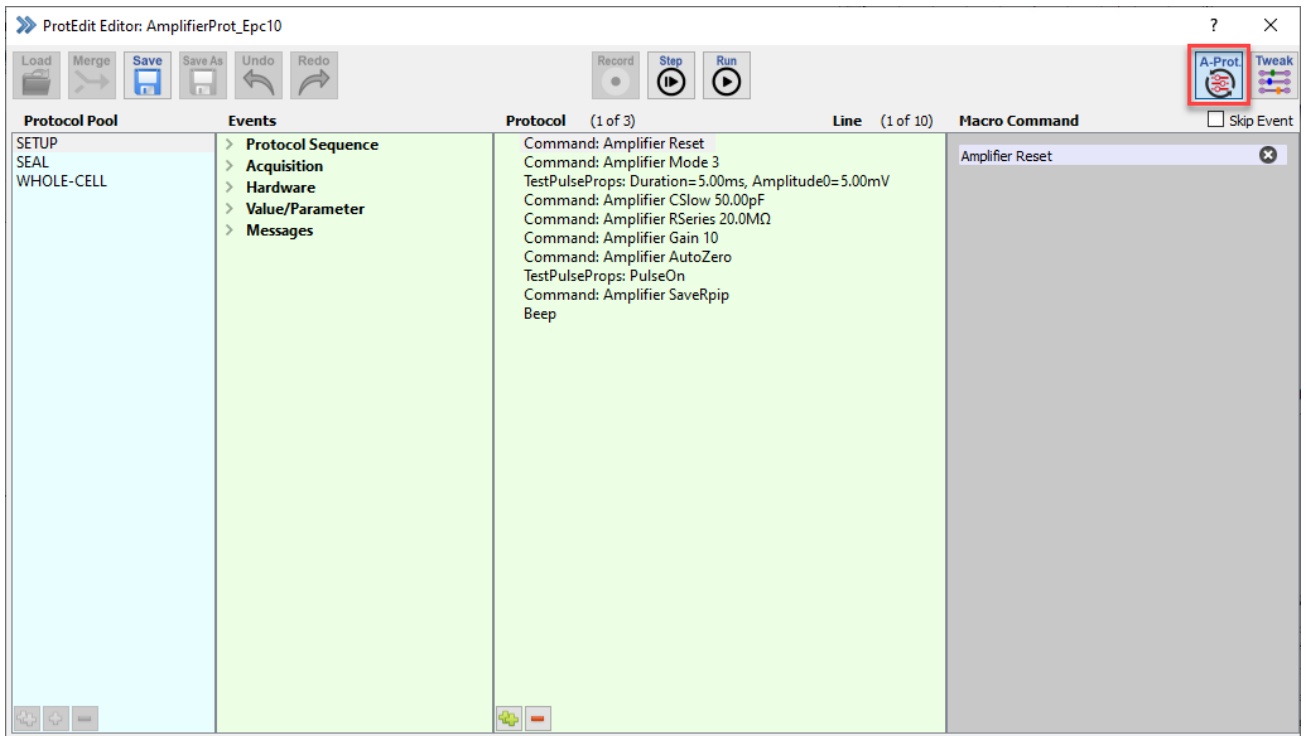 ProtEdit Editor: AmplifierProt_Epc10
?
Load Merge Save Save As Undo Redo Record Step Run A-Prot. Tweak
Protocol Pool Events Protocol (1 of 3) Line (1 of 10) Macro Command Skip Event
SETUP
SEAL
WHOLE-CELL
Protocol Sequence
Acquisition
Hardware
Value/Parameter
Messages
Command: Amplifier Reset
Command: Amplifier Mode 3
TestPulseProps: Duration=5.00ms, Amplitude0=5.00mV
Command: Amplifier CSlow 50.00pF
Command: Amplifier RSeries 20.0MΩ
Command: Amplifier Gain 10
Command: Amplifier AutoZero
TestPulseProps: PulseOn
Command: Amplifier SaveRpip
Beep
Amplifier Reset